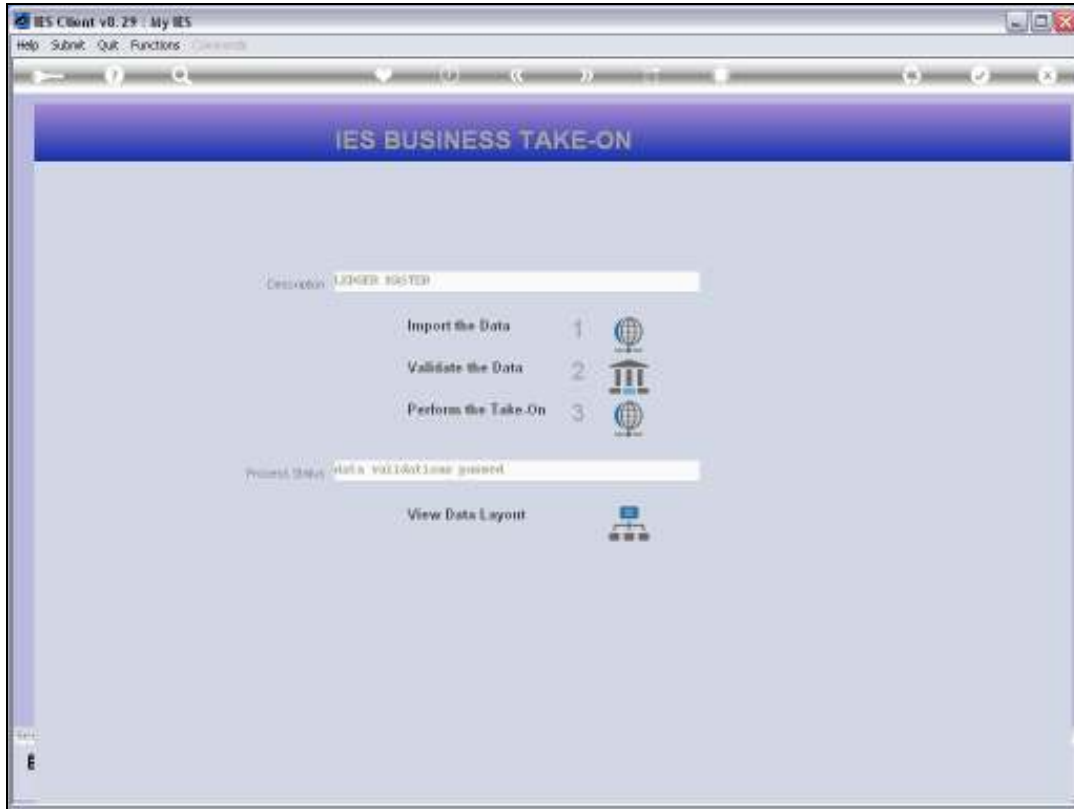 IES Client v8.29 : My IES
Help Submit Quit Functions Commands
IES BUSINESS TAKE-ON
Description LEDGER MASTER
Import the Data 1
Validate the Data 2
Perform the Take-On 3
Process Status data validations passed
View Data Layout